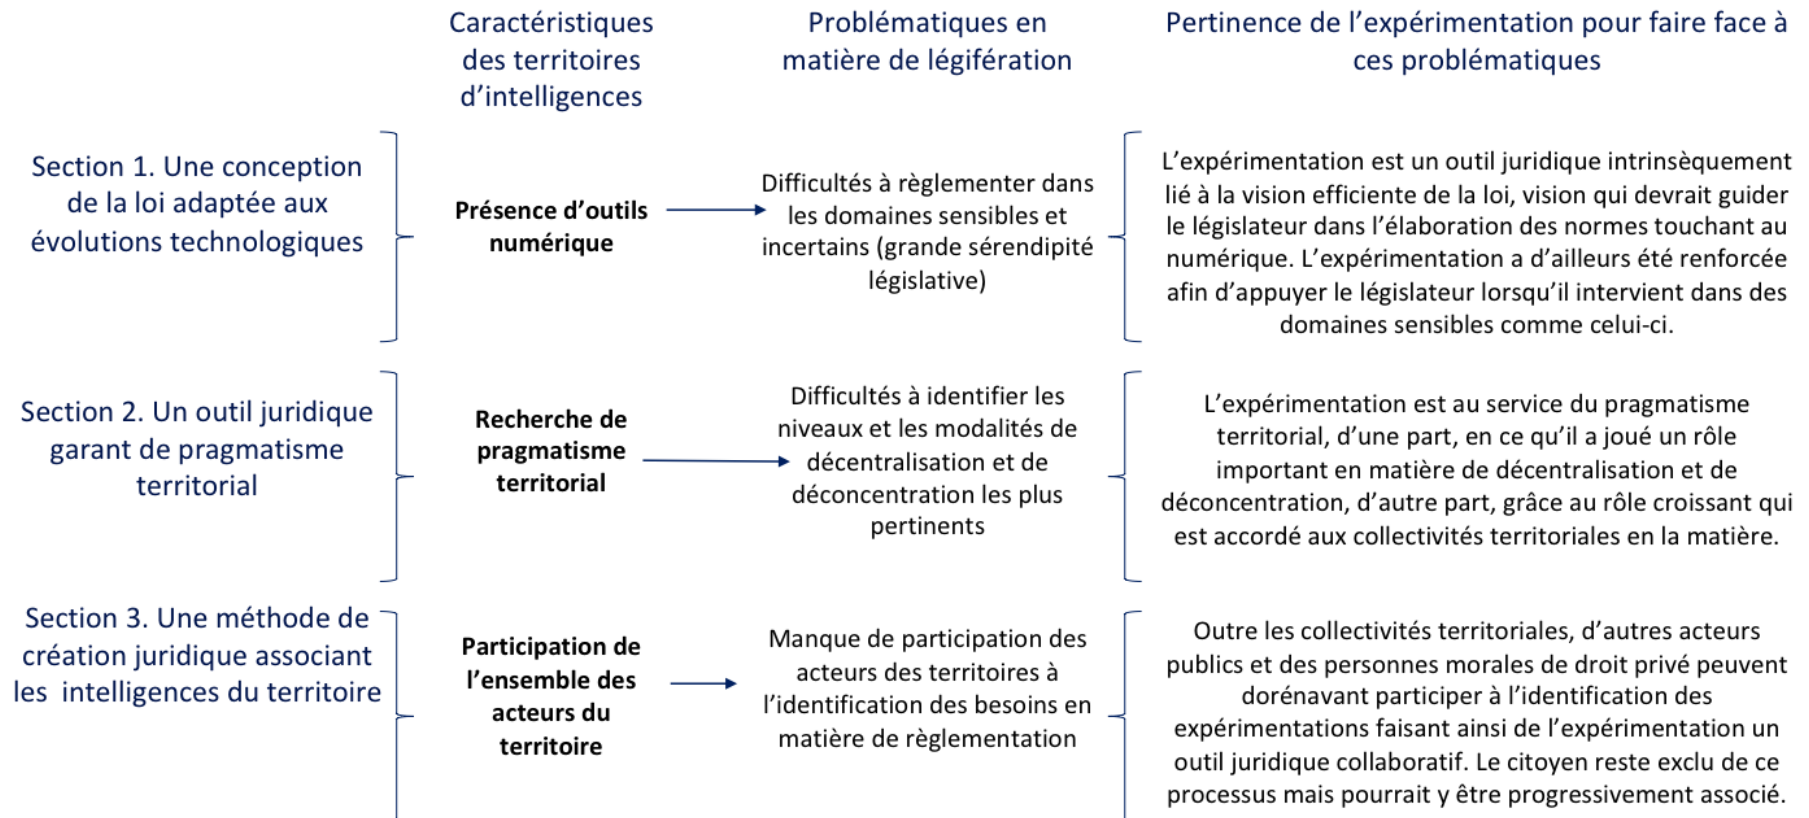 Caractéristiques
des territoires
d’intelligences
Problématiques en
matière de légifération
Pertinence de l’expérimentation pour faire face à
ces problématiques
Section 1. Une conception
de la loi adaptée aux
évolutions technologiques
Présence d’outils
numérique
Difficultés à règlementer dans
les domaines sensibles et
incertains (grande sérendipité
législative)
L’expérimentation est un outil juridique intrinsèquement
lié à la vision efficiente de la loi, vision qui devrait guider
le législateur dans l’élaboration des normes touchant au
numérique. L’expérimentation a d’ailleurs été renforcée
afin d’appuyer le législateur lorsqu’il intervient dans des
domaines sensibles comme celui-ci.
Section 2. Un outil juridique
garant de pragmatisme
territorial
Recherche de
pragmatisme
territorial
Difficultés à identifier les
niveaux et les modalités de
décentralisation et de
déconcentration les plus
pertinents
L’expérimentation est au service du pragmatisme
territorial, d’une part, en ce qu’il a joué un rôle
important en matière de décentralisation et de
déconcentration, d’autre part, grâce au rôle croissant qui
est accordé aux collectivités territoriales en la matière.
Section 3. Une méthode de
création juridique associant
les intelligences du territoire
Participation de
l’ensemble des
acteurs du
territoire
Manque de participation des
acteurs des territoires à
l’identification des besoins en
matière de règlementation
Outre les collectivités territoriales, d’autres acteurs
publics et des personnes morales de droit privé peuvent
dorénavant participer à l’identification des
expérimentations faisant ainsi de l’expérimentation un
outil juridique collaboratif. Le citoyen reste exclu de ce
processus mais pourrait y être progressivement associé.